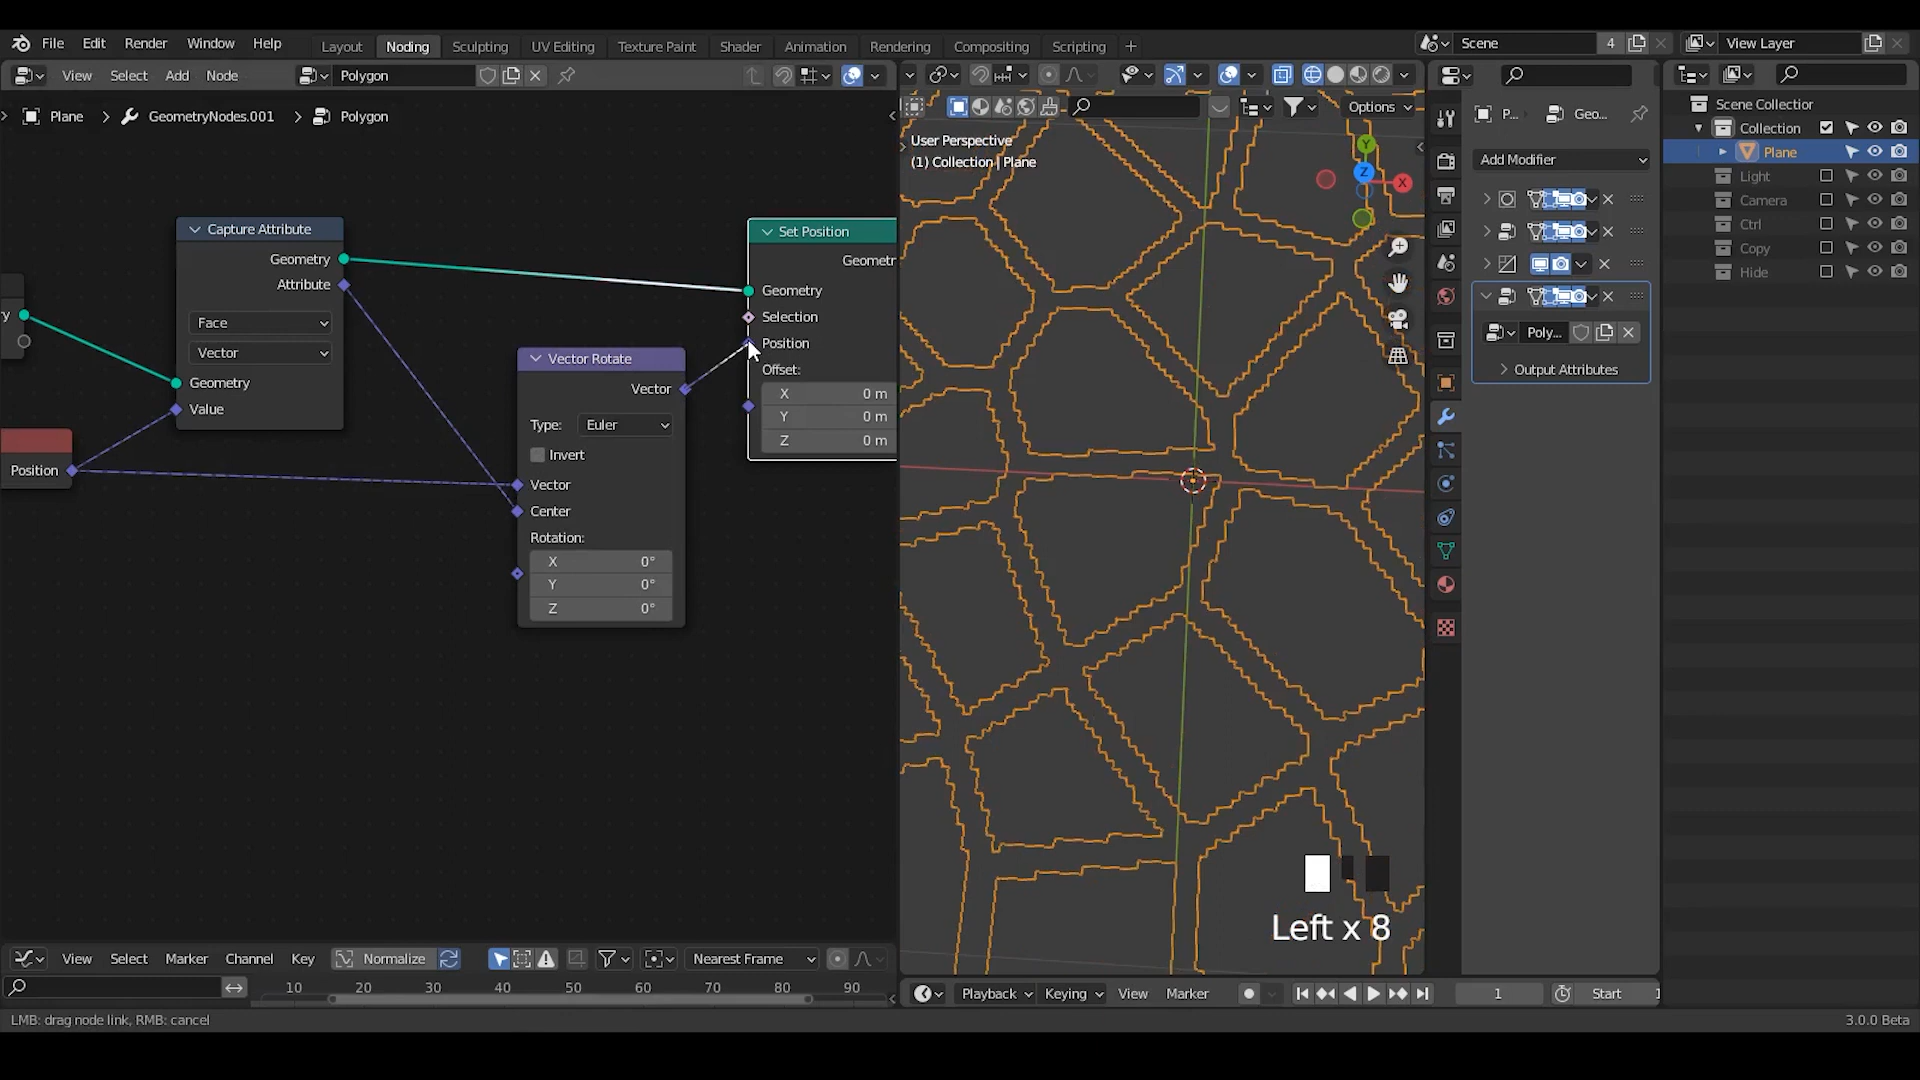 File Edit Render Window Help Layout Noding Sculpting UV Editing Texture Paint Shader Animation Rendering Compositing Scripting + Scene 4 View Layer
View Select Add Node Polygon
Plane > GeometryNodes.001 > Polygon
Options
User Perspective
(1) Collection | Plane
Y
Z
X
P... Geo...
Add Modifier
Poly...
Output Attributes
Scene Collection
Collection
Plane
Light
Camera
Ctrl
Copy
Hide
y
Position
Capture Attribute
Geometry
Attribute
Face
Vector
Geometry
Value
Vector Rotate
Vector
Type: Euler
Invert
Vector
Center
Rotation:
X 0°
Y 0°
Z 0°
Set Position
Geometr
Geometry
Selection
Position
Offset:
X 0 m
Y 0 m
Z 0 m
Left x 8
View Select Marker Channel Key Normalize Nearest Frame
10 20 30 40 50 60 70 80 90
Playback Keying View Marker 1 Start 1
LMB: drag node link, RMB: cancel
3.0.0 Beta